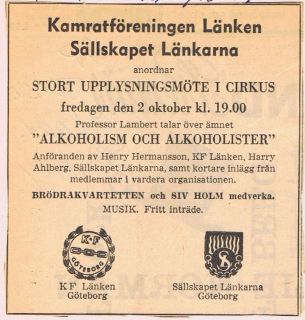 Kamratföreningen Länken
Sällskapet Länkarna
anordnar
STORT UPPLYSNINGSMÖTE I CIRKUS
fredagen den 2 oktober kl. 19.00
Professor Lambert talar över ämnet
"ALKOHOLISM OCH ALKOHOLISTER"
Anföranden av Henry Hermansson, KF Länken, Harry
Ahlberg, Sällskapet Länkarna, samt kortare inlägg från
medlemmar i vardera organisationen.
BRÖDRAKVARTETTEN och SIV HOLM medverka.
MUSIK. Fritt inträde.
K·F
GÖTEBORG
KF Länken
Göteborg
Sällskapet Länkarna
Göteborg